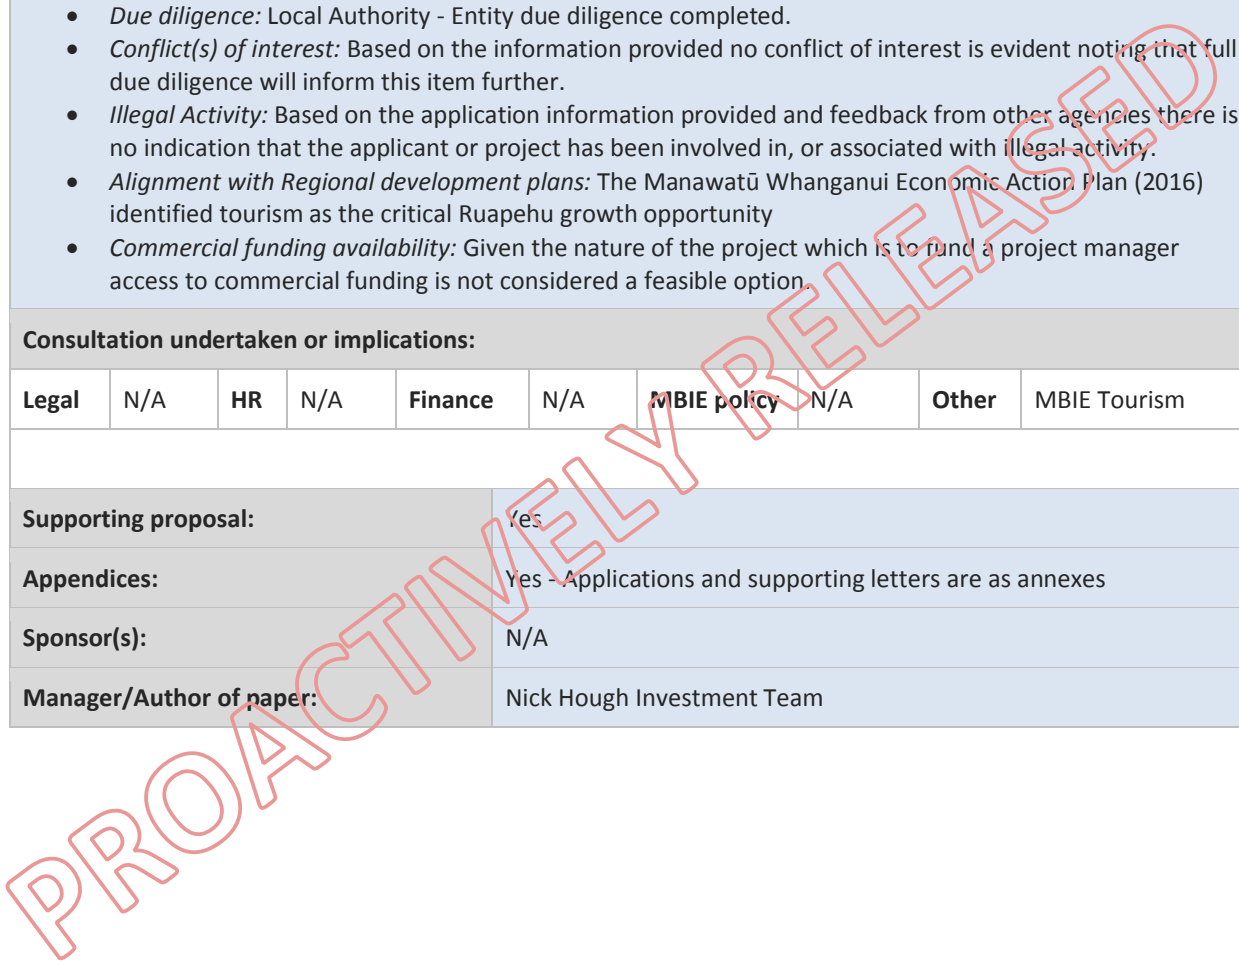 • Due diligence: Local Authority - Entity due diligence completed.
• Conflict(s) of interest: Based on the information provided no conflict of interest is evident noting that full
due diligence will inform this item further.
• Illegal Activity: Based on the application information provided and feedback from other agencies there is
no indication that the applicant or project has been involved in, or associated with illegal activity.
• Alignment with Regional development plans: The Manawatū Whanganui Economic Action Plan (2016)
identified tourism as the critical Ruapehu growth opportunity
• Commercial funding availability: Given the nature of the project which is to fund a project manager
access to commercial funding is not considered a feasible option.
Consultation undertaken or implications:
Legal N/A HR N/A Finance N/A MBIE policy N/A Other MBIE Tourism
Supporting proposal: Yes
Appendices: Yes - Applications and supporting letters are as annexes
Sponsor(s): N/A
Manager/Author of paper: Nick Hough Investment Team
PROACTIVELY RELEASED